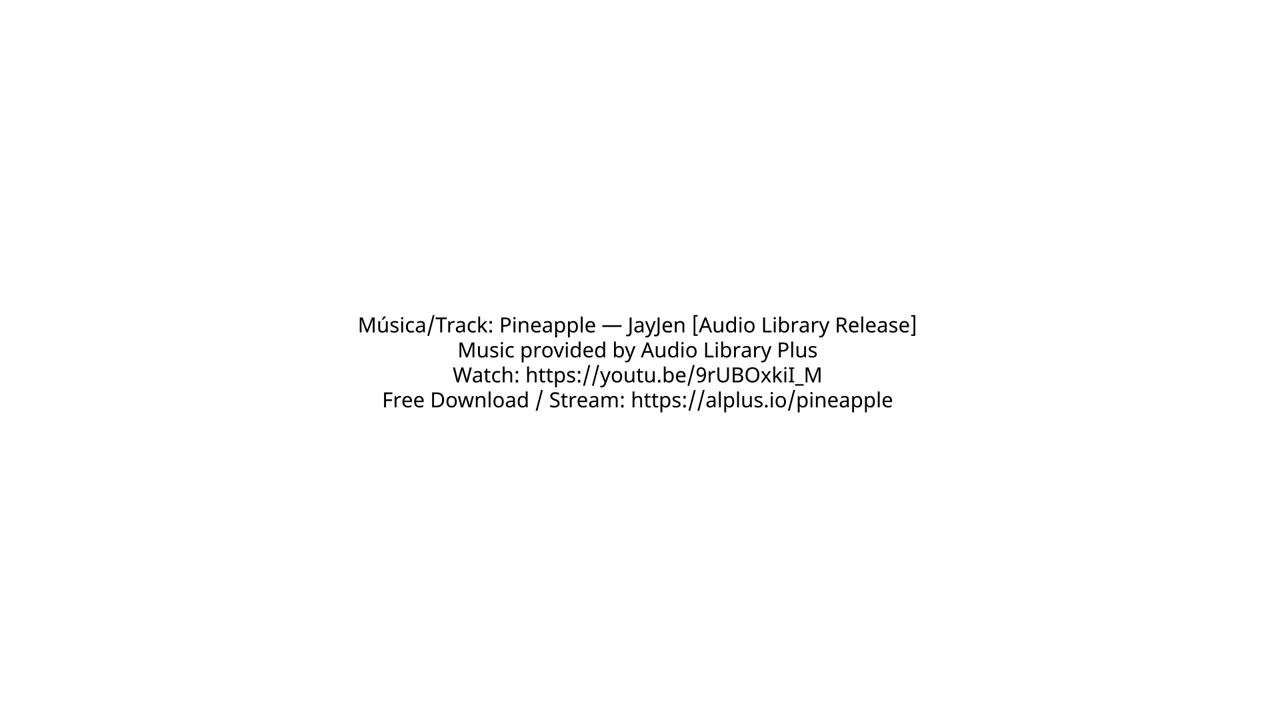 Música/Track: Pineapple — JayJen [Audio Library Release]
Music provided by Audio Library Plus
Watch: https://youtu.be/9rUBOxkiI_M
Free Download / Stream: https://alplus.io/pineapple